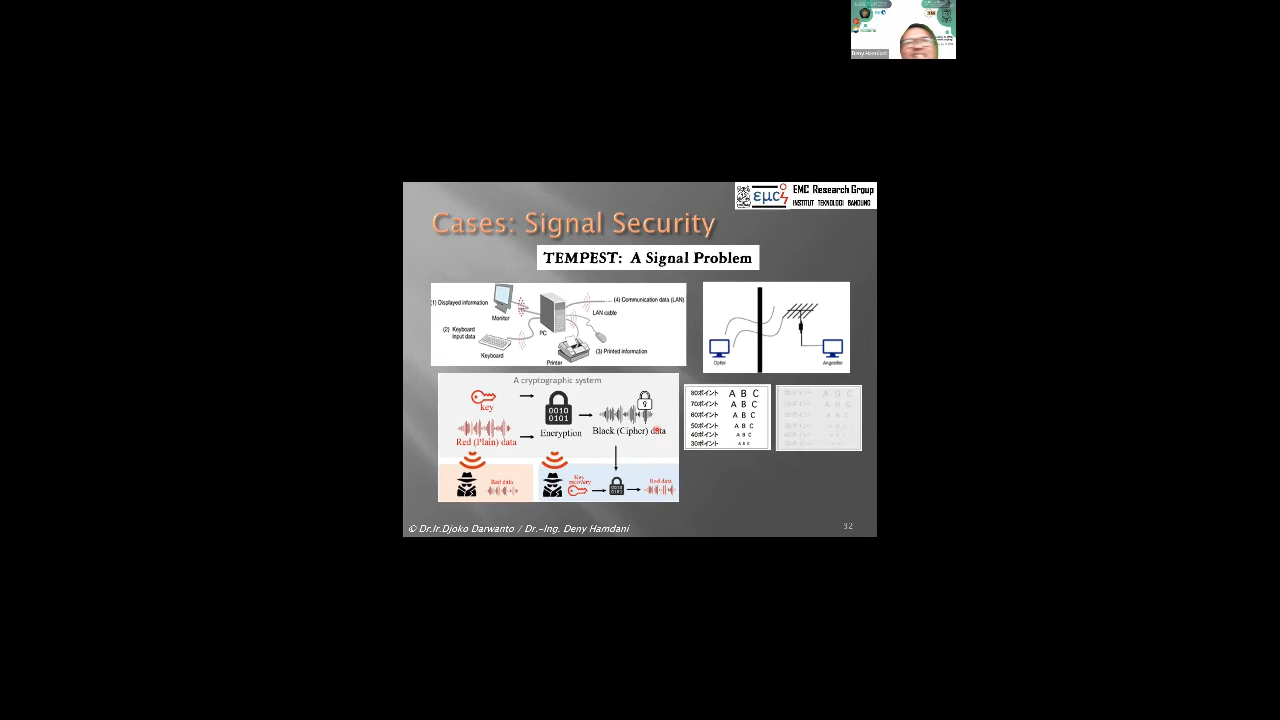 Deny Hamdani
EMC Research Group
INSTITUT TEKNOLOGI BANDUNG
εμc
Cases: Signal Security
TEMPEST: A Signal Problem
(1) Displayed information
Monitor
(2) Keyboard
input data
Keyboard
PC
(4) Communication data (LAN)
LAN cable
(3) Printed information
Printer
Opfer
Angreifer
A cryptographic system
key
Red (Plain) data
0010
0101
Encryption
Black (Cipher) data
Red data
Key
recovery
Red data
80ポイント A B C
70ポイント A B C
60ポイント A B C
50ポイント A B C
40ポイント A B C
30ポイント A B C
© Dr.Ir.Djoko Darwanto / Dr.-Ing. Deny Hamdani
32